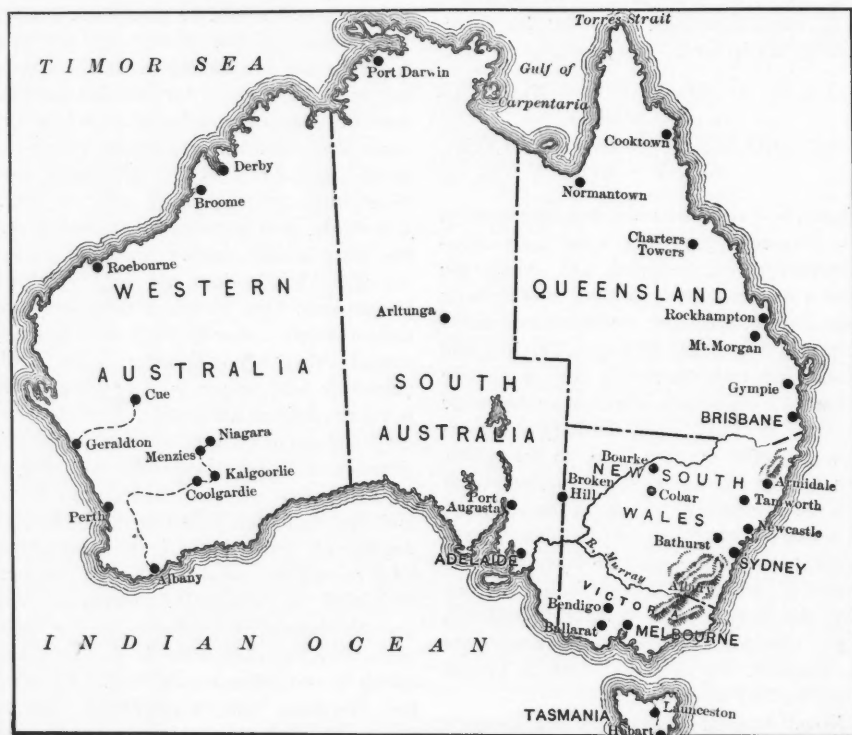 Torres Strait
TIMOR SEA
Port Darwin
Gulf of
Carpentaria
Cooktown
Derby
Normantown
Broome
Charters
Towers
Roebourne
WESTERN
QUEENSLAND
Arltunga
Rockhampton
Mt. Morgan
AUSTRALIA
SOUTH
Cue
Gympie
BRISBANE
AUSTRALIA
Niagara
Geraldton
Menzies
Bourke
NEW SOUTH
Kalgoorlie
Broken
Hill
Armidale
Coolgardie
Port
Augusta
Cobar
Tamworth
Perth
WALES
Newcastle
Bathurst
ADELAIDE
SYDNEY
R. Murray
Albany
Albury
VICTORIA
Bendigo
Ballarat
MELBOURNE
INDIAN OCEAN
TASMANIA
Launceston
Hobart